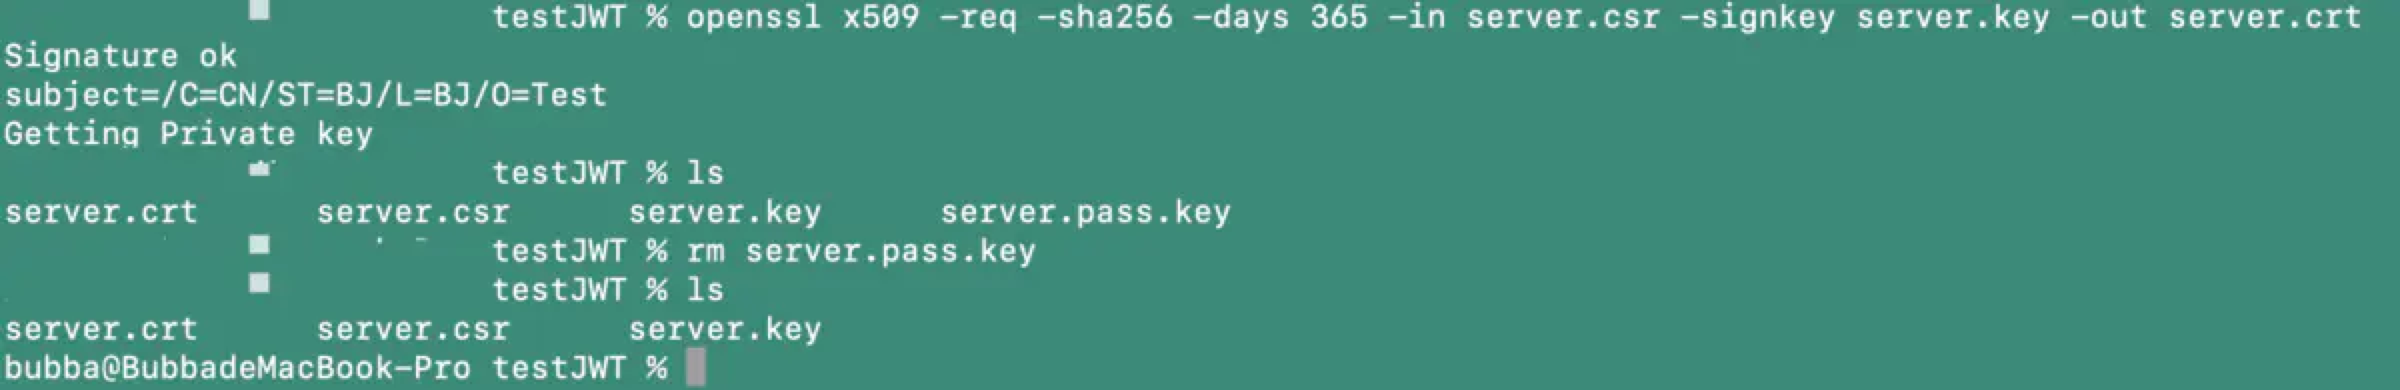 testJWT % openssl x509 -req -sha256 -days 365 -in server.csr -signkey server.key -out server.crt
Signature ok
subject=/C=CN/ST=BJ/L=BJ/O=Test
Getting Private key
testJWT % ls
server.crt server.csr server.key server.pass.key
testJWT % rm server.pass.key
testJWT % ls
server.crt server.csr server.key
bubba@BubbadeMacBook-Pro testJWT %